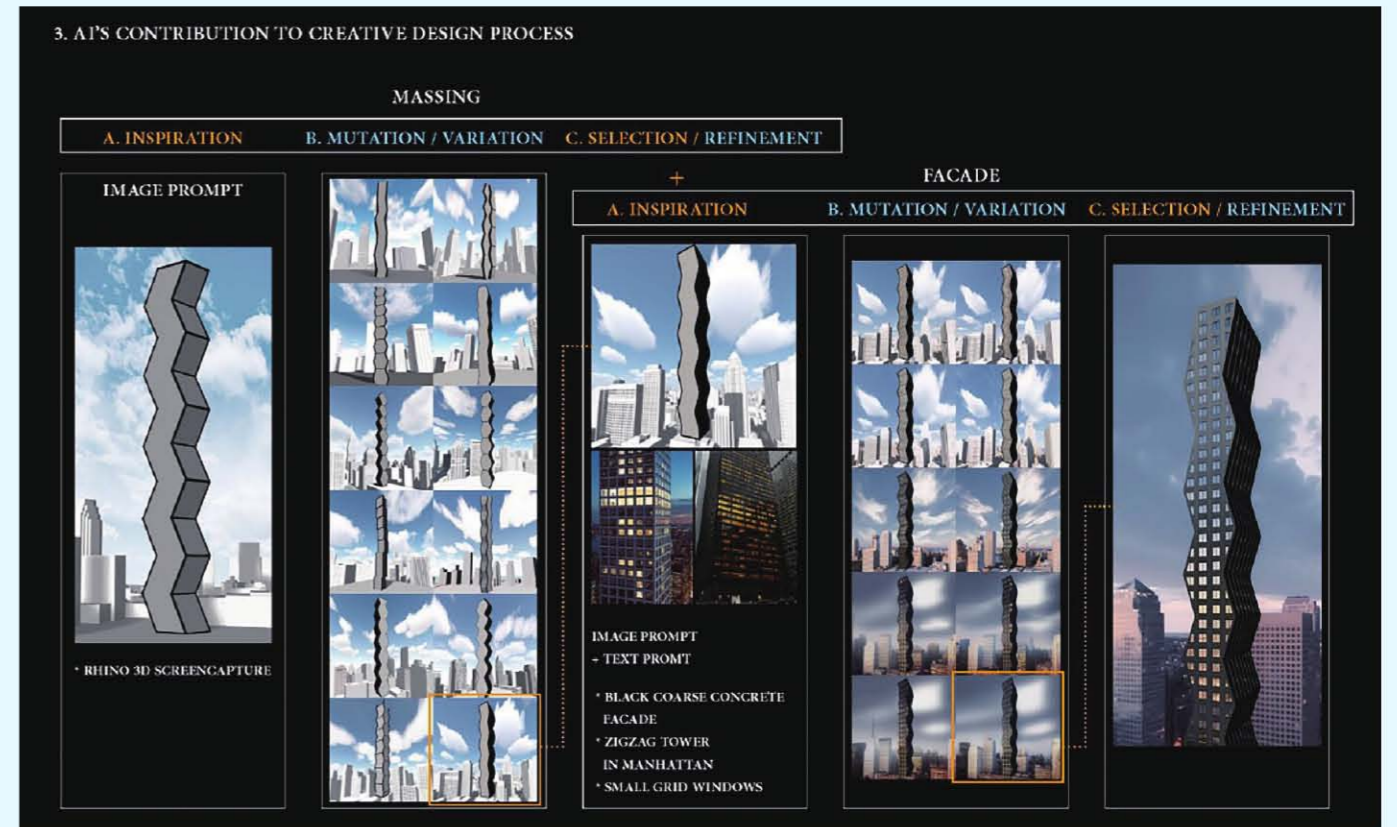 3. AI'S CONTRIBUTION TO CREATIVE DESIGN PROCESS
MASSING
A. INSPIRATION
B. MUTATION / VARIATION
C. SELECTION / REFINEMENT
IMAGE PROMPT
* RHINO 3D SCREENCAPTURE
+
FACADE
A. INSPIRATION
B. MUTATION / VARIATION
C. SELECTION / REFINEMENT
IMAGE PROMPT
+ TEXT PROMT
* BLACK COARSE CONCRETE
FACADE
* ZIGZAG TOWER
IN MANHATTAN
* SMALL GRID WINDOWS